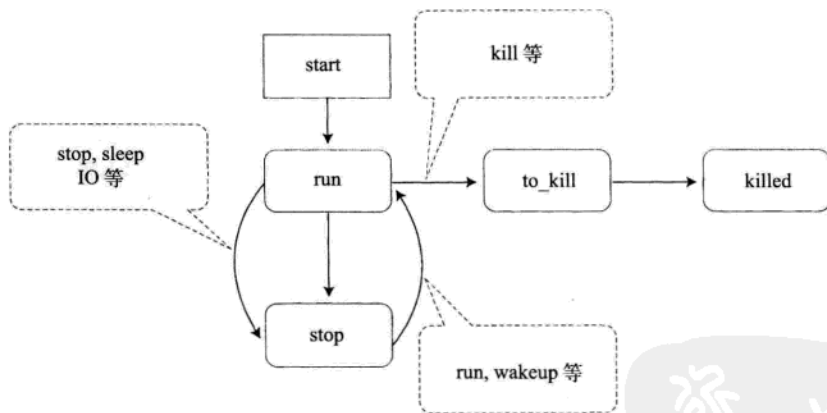 start
kill 等
stop, sleep
IO 等
run
to_kill
killed
stop
run, wakeup 等